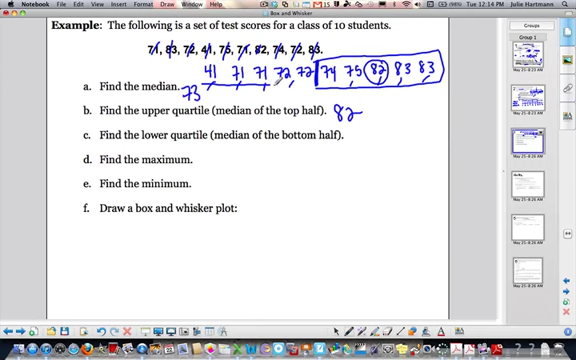 Notebook File Edit View Insert Format Draw Window Help
Thu May 24 12:14 PM Julie Hartmann
Box and Whisker
Groups
Group 1
Example: The following is a set of test scores for a class of 10 students.
71, 83, 72, 41, 75, 71, 82, 74, 72, 83.
41, 71, 71, 72, 72, 74, 75, 82, 83, 83
a. Find the median. 73
b. Find the upper quartile (median of the top half). 82
c. Find the lower quartile (median of the bottom half).
d. Find the maximum.
e. Find the minimum.
f. Draw a box and whisker plot: